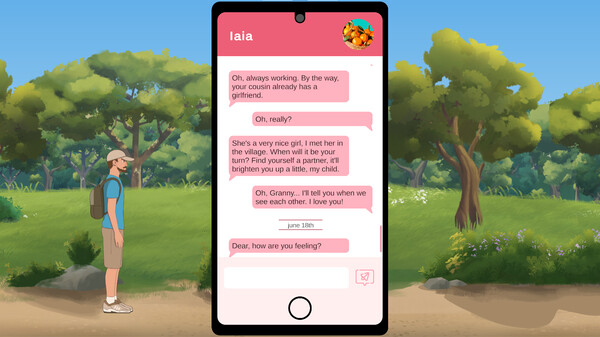 Iaia
Oh, always working. By the way,
your cousin already has a
girlfriend.
Oh, really?
She's a very nice girl, I met her in
the village. When will it be your
turn? Find yourself a partner, it'll
brighten you up a little, my child.
Oh, Granny... I'll tell you when we
see each other. I love you!
june 18th
Dear, how are you feeling?